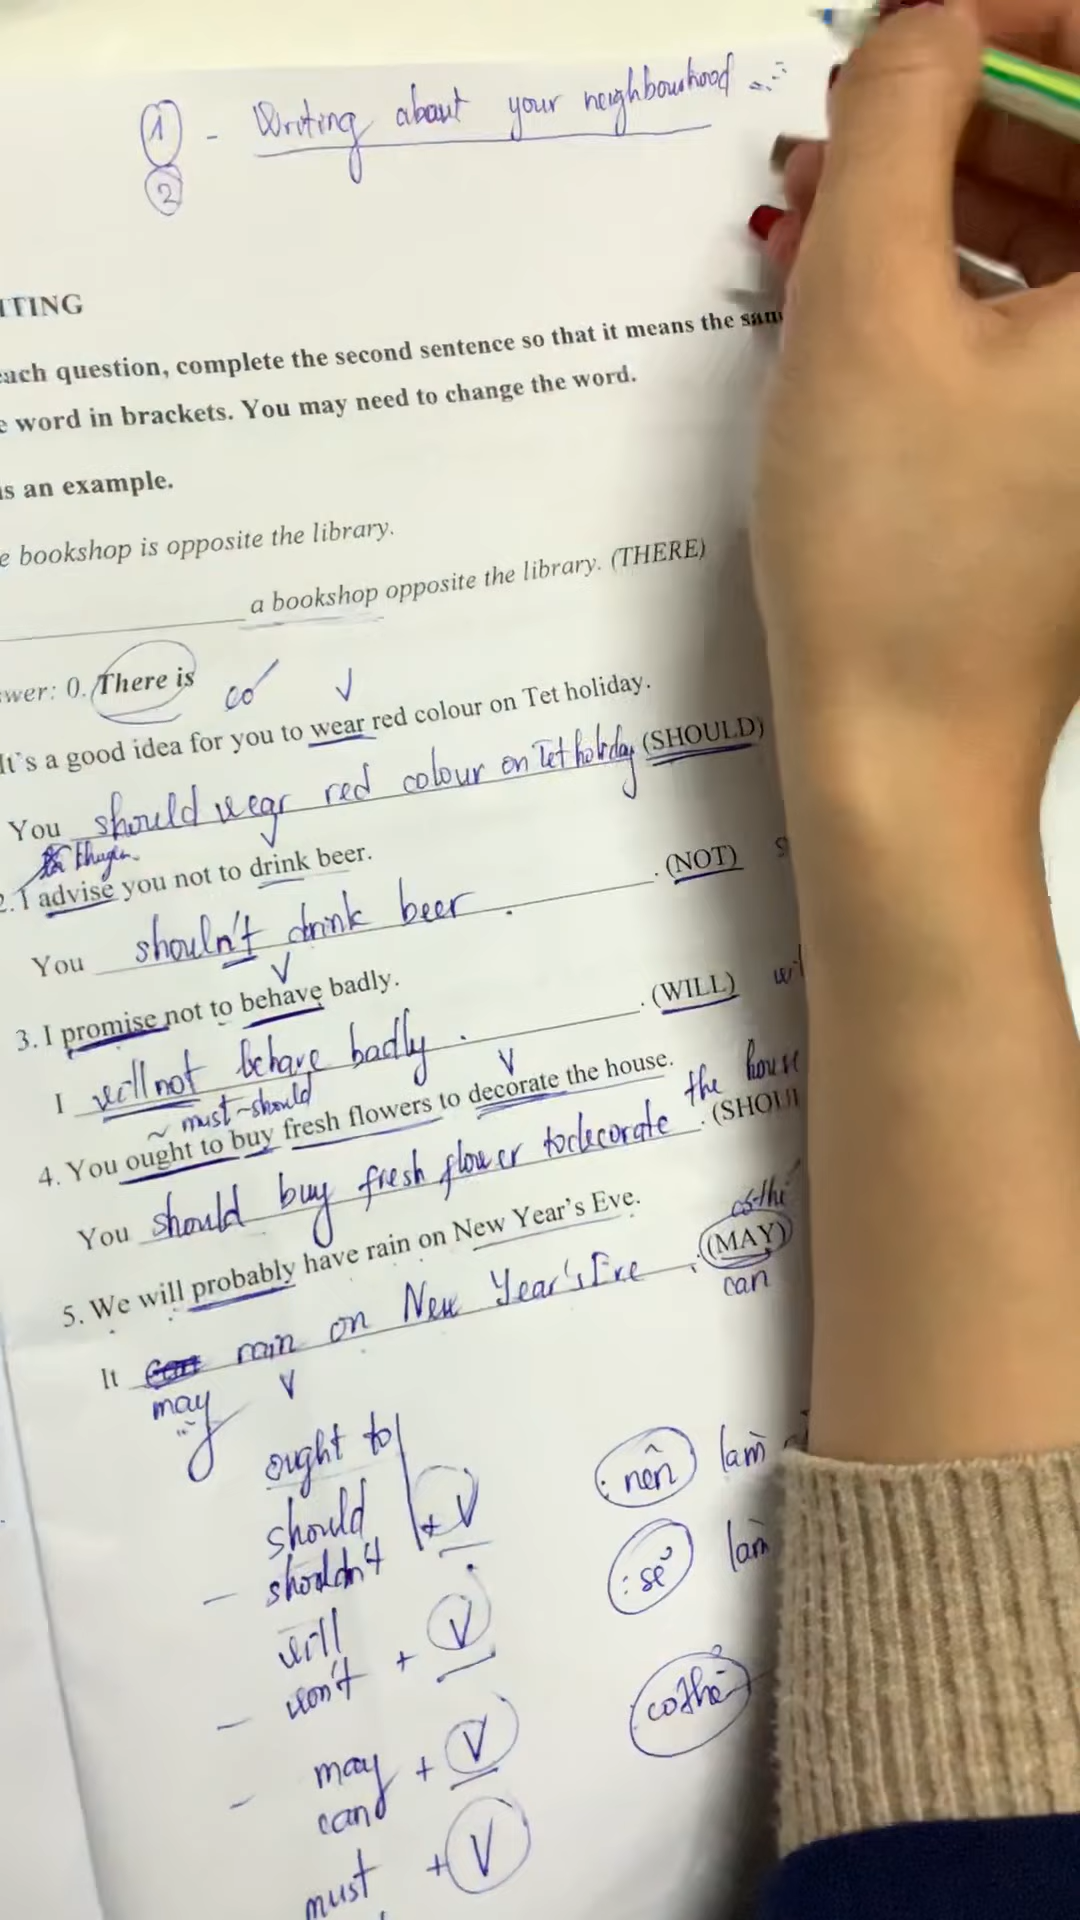 ① - Writing about your neighbourhood ...
②
ITING
each question, complete the second sentence so that it means the same
e word in brackets. You may need to change the word.
is an example.
e bookshop is opposite the library.
____ a bookshop opposite the library. (THERE)
swer: 0. There is
có V
It's a good idea for you to wear red colour on Tet holiday.
You should wear red colour on Tet holiday (SHOULD)
khuyên V
2. I advise you not to drink beer.
You shouln't drink beer . (NOT)
V
3. I promise not to behave badly.
I will not behave badly . (WILL)
~ must ~ should V
4. You ought to buy fresh flowers to decorate the house.
You should buy fresh flower to decorate the house . (SHOUL
5. We will probably have rain on New Year's Eve.
có thể
It may rain on New Year's Eve . (MAY)
V can
ought to
should + V : nên làm
- shouldn't
will : sẽ làm
- won't + V
may + V có thể
- can
must + V